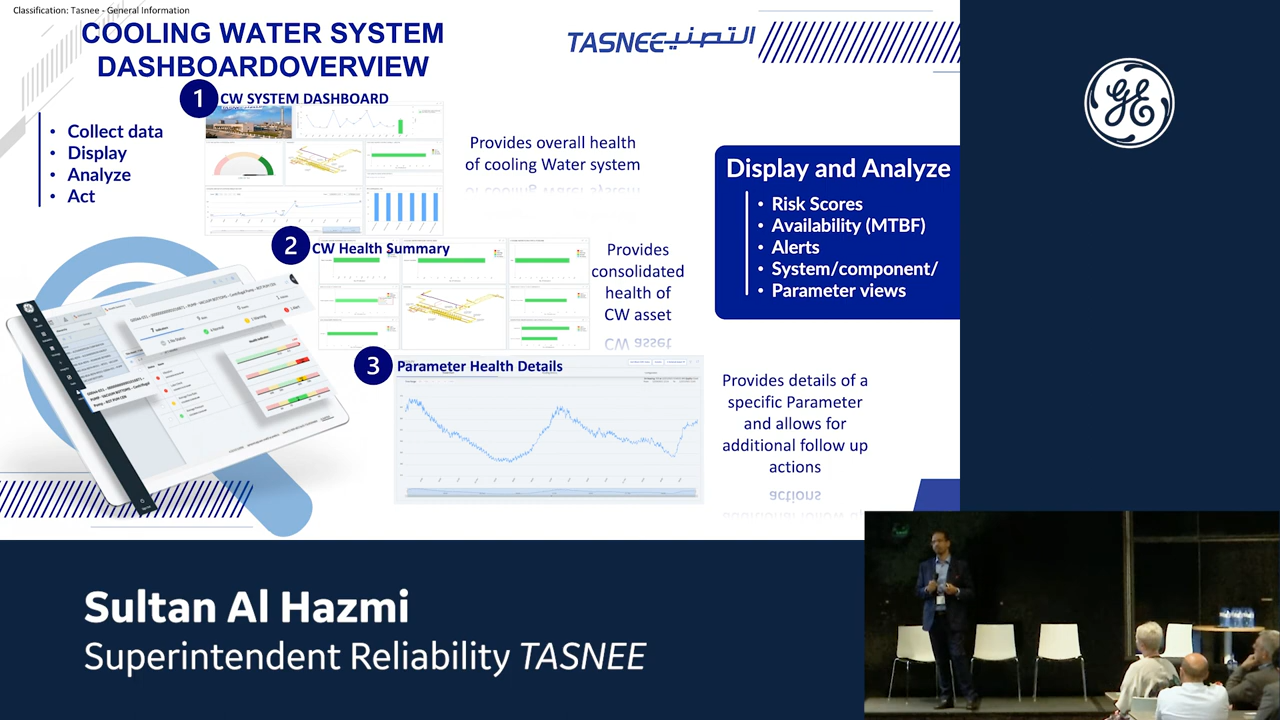 Classification: Tasnee - General Information
COOLING WATER SYSTEM
DASHBOARDOVERVIEW
TASNEE التصنيع
1 CW SYSTEM DASHBOARD
• Collect data
• Display
• Analyze
• Act
Provides overall health
of cooling Water system
Display and Analyze
• Risk Scores
• Availability (MTBF)
• Alerts
• System/component/
• Parameter views
2 CW Health Summary
Provides
consolidated
health of
CW asset
3 Parameter Health Details
Provides details of a
specific Parameter
and allows for
additional follow up
actions
GE
Sultan Al Hazmi
Superintendent Reliability TASNEE